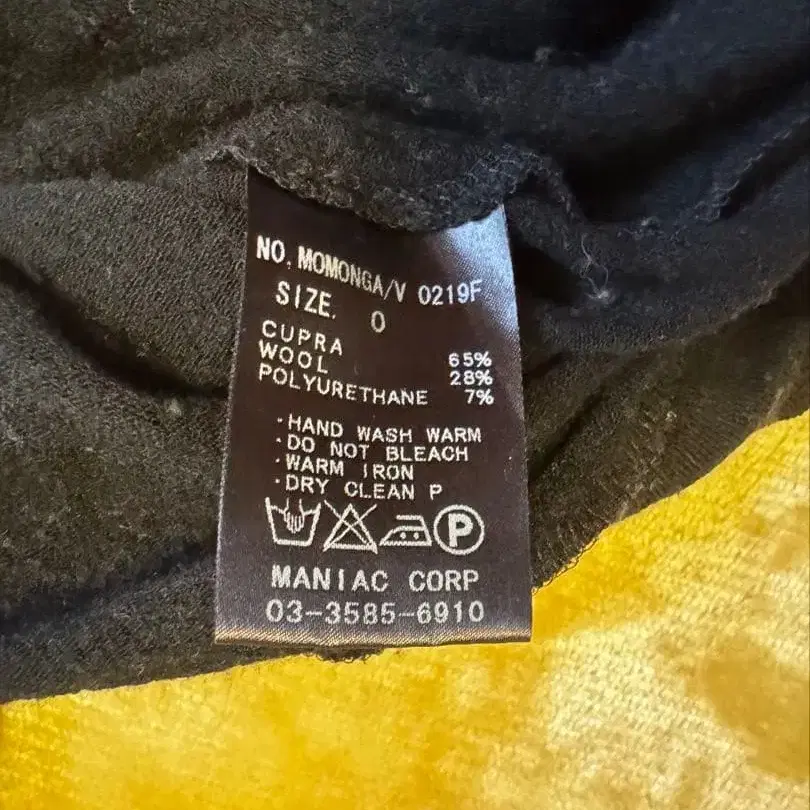 NO. MOMONGA/V 0219F
SIZE. 0
CUPRA 65%
WOOL 28%
POLYURETHANE 7%
・HAND WASH WARM
・DO NOT BLEACH
・WARM IRON
・DRY CLEAN P
P
MANIAC CORP
03-3585-6910